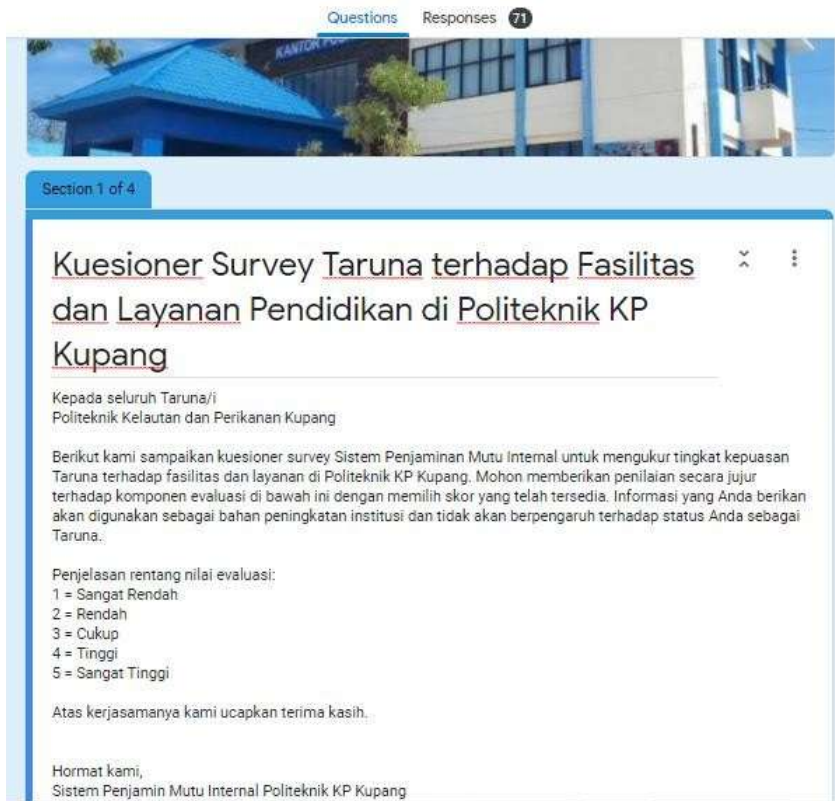 Questions Responses 71
KANTOR
Section 1 of 4
Kuesioner Survey Taruna terhadap Fasilitas
dan Layanan Pendidikan di Politeknik KP
Kupang
Kepada seluruh Taruna/i
Politeknik Kelautan dan Perikanan Kupang
Berikut kami sampaikan kuesioner survey Sistem Penjaminan Mutu Internal untuk mengukur tingkat kepuasan
Taruna terhadap fasilitas dan layanan di Politeknik KP Kupang. Mohon memberikan penilaian secara jujur
terhadap komponen evaluasi di bawah ini dengan memilih skor yang telah tersedia. Informasi yang Anda berikan
akan digunakan sebagai bahan peningkatan institusi dan tidak akan berpengaruh terhadap status Anda sebagai
Taruna.
Penjelasan rentang nilai evaluasi:
1 = Sangat Rendah
2 = Rendah
3 = Cukup
4 = Tinggi
5 = Sangat Tinggi
Atas kerjasamanya kami ucapkan terima kasih.
Hormat kami,
Sistem Penjamin Mutu Internal Politeknik KP Kupang